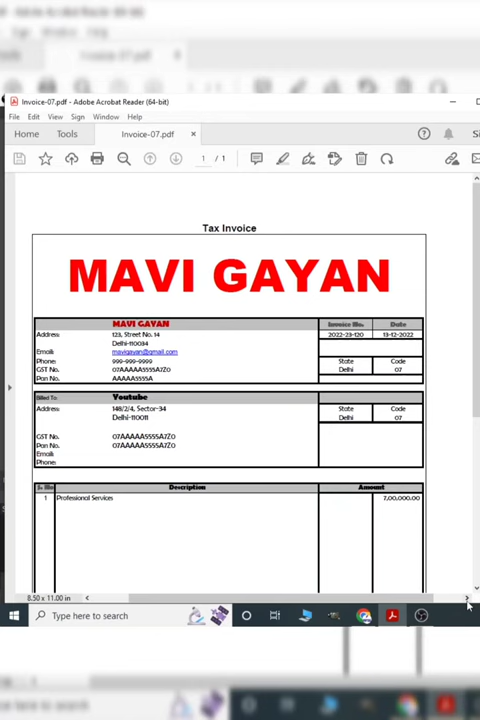 Invoice-07.pdf - Adobe Acrobat Reader (64-bit)
File Edit View Sign Window Help
Home Tools Invoice-07.pdf
1 / 1
Tax Invoice
MAVI GAYAN
MAVI GAYAN Invoice No. Date
Address: 123, Street No. 14 2022-23-120 13-12-2022
Delhi-110034
Email: mavigayan@gmail.com
Phone: 999-999-9999 State Code
GST No. 07AAAAA5555A7Z0 Delhi 07
Pan No. AAAAA5555A
Billed To: Youtube
Address: 148/2/4, Sector-34 State Code
Delhi-110011 Delhi 07
GST No. 07AAAAA5555A7Z0
Pan No. 07AAAAA5555A7Z0
Email:
Phone:
Description Amount
1 Professional Services 7,00,000.00
8.50 x 11.00 in
Type here to search